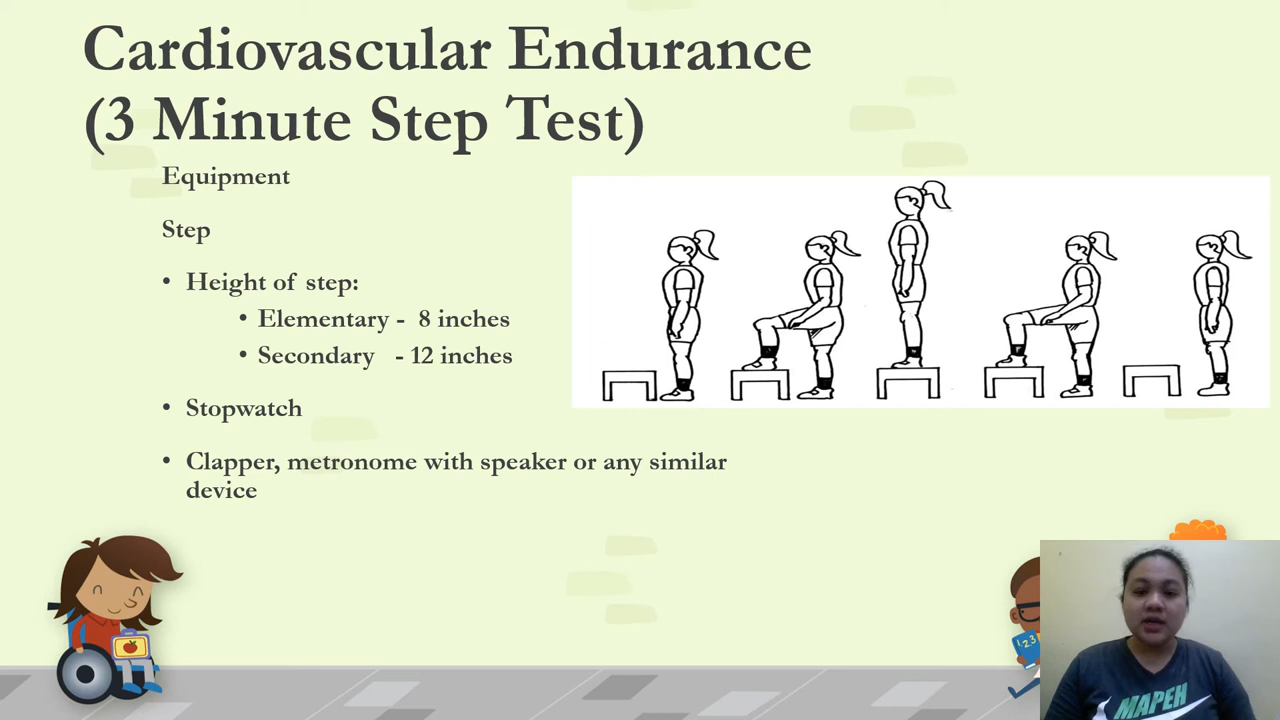 Cardiovascular Endurance
(3 Minute Step Test)
Equipment
Step
• Height of step:
• Elementary - 8 inches
• Secondary - 12 inches
• Stopwatch
• Clapper, metronome with speaker or any similar
device
123
MAPEH